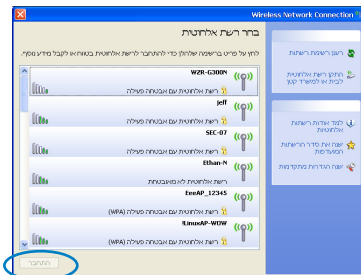 Wireless Network Connection
בחר רשת אלחוטית
לחץ על פריט ברשימה שלהלן כדי להתחבר לרשת אלחוטית בטווח או לקבל מידע נוסף.
רענן רשימת רשתות
התקן רשת אלחוטית
לבית או למשרד קטן
למד אודות רשתות
אלחוטיות
שנה את סדר הרשתות
המועדפות
שנה הגדרות מתקדמות
WZR-G300N
רשת אלחוטית עם אבטחה פעילה
jeff
רשת אלחוטית עם אבטחה פעילה
SEC-07
רשת אלחוטית עם אבטחה פעילה
Ethan-N
רשת אלחוטית לא מאובטחת
EeeAP_12345
רשת אלחוטית עם אבטחה פעילה (WPA)
!LinuxAP-WOW
רשת אלחוטית עם אבטחה פעילה (WPA)
התחבר